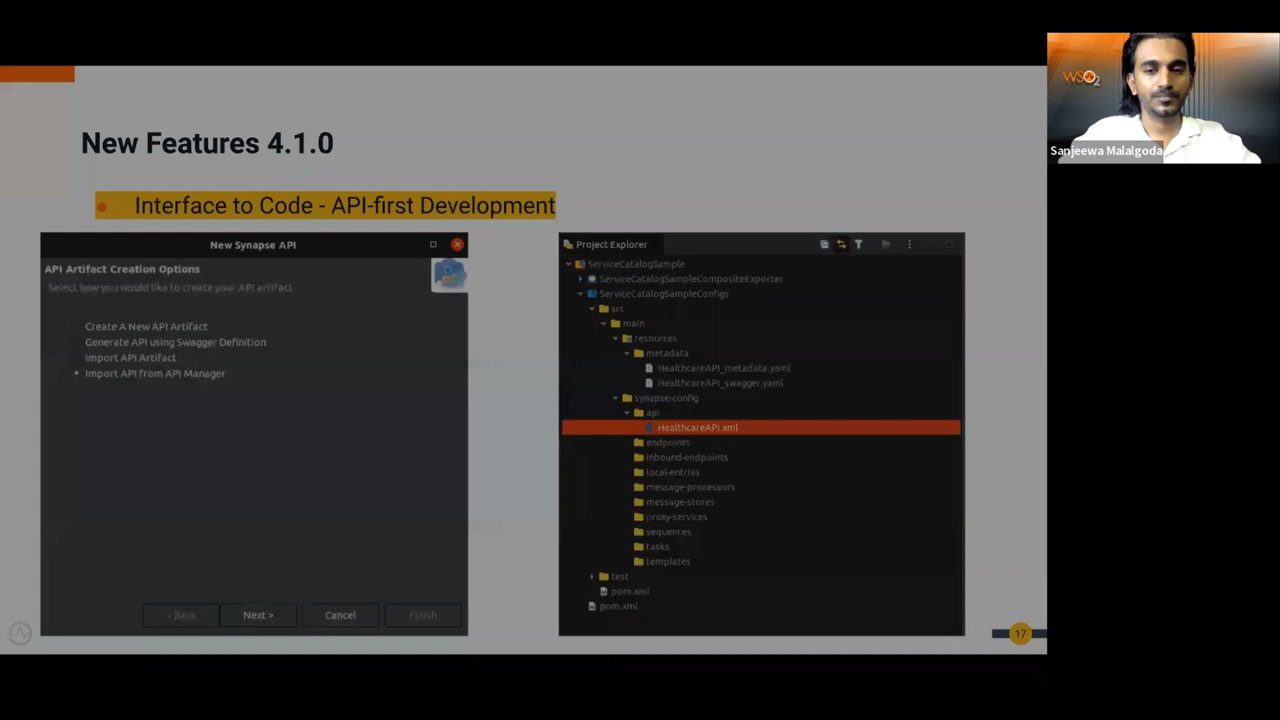 New Features 4.1.0
Interface to Code - API-first Development
New Synapse API
API Artifact Creation Options
Select how you would like to create your API artifact
Create A New API Artifact
Generate API using Swagger Definition
Import API Artifact
Import API from API Manager
< Back
Next >
Cancel
Finish
Project Explorer
ServiceCatalogSample
ServiceCatalogSampleCompositeExporter
ServiceCatalogSampleConfigs
src
main
resources
metadata
HealthcareAPI_metadata.yaml
HealthcareAPI_swagger.yaml
synapse-config
api
HealthcareAPI.xml
endpoints
inbound-endpoints
local-entries
message-processors
message-stores
proxy-services
sequences
tasks
templates
test
pom.xml
pom.xml
17
WSO2
Sanjeewa Malalgoda